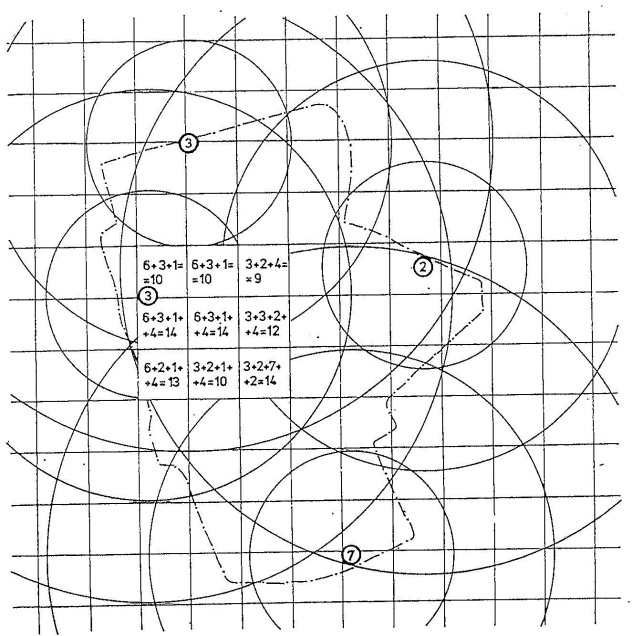 3
6+3+1= 6+3+1= 3+2+4=
=10 =10 =9
2
3
6+3+1+ 6+3+1+ 3+3+2+
+4=14 +4=14 +4=12
6+2+1+ 3+2+1+ 3+2+7+
+4=13 +4=10 +2=14
7